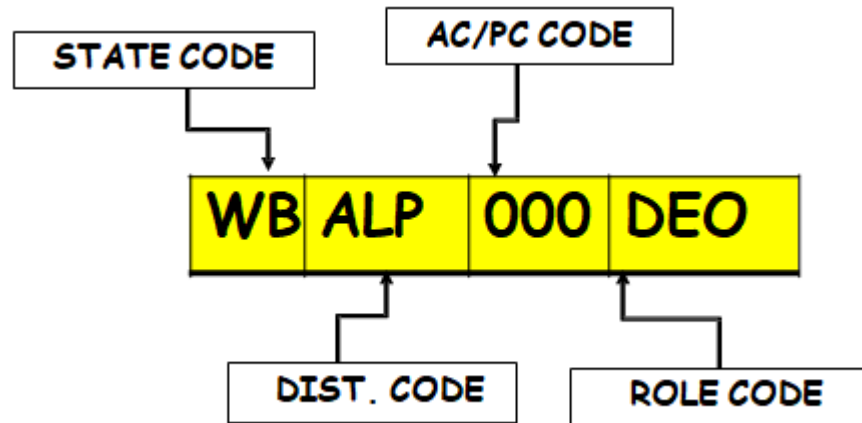 AC/PC CODE
STATE CODE
WB ALP 000 DEO
DIST. CODE
ROLE CODE